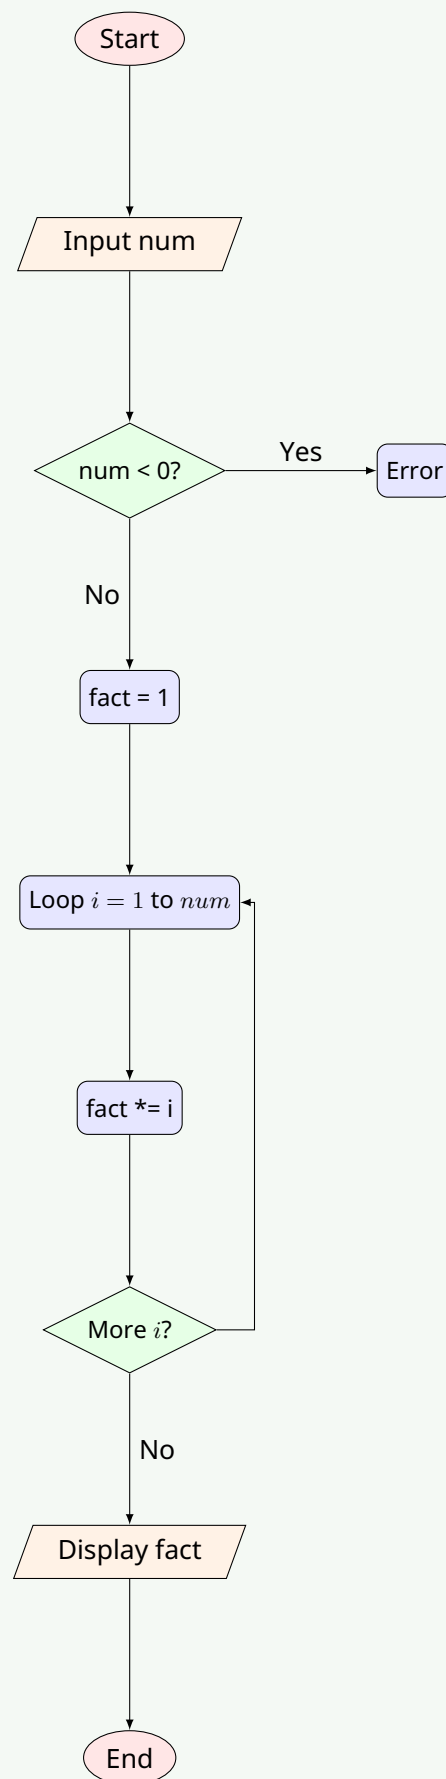 Start
Input num
num < 0?
Yes
Error
No
fact = 1
Loop i = 1 to num
fact *= i
More i?
No
Display fact
End